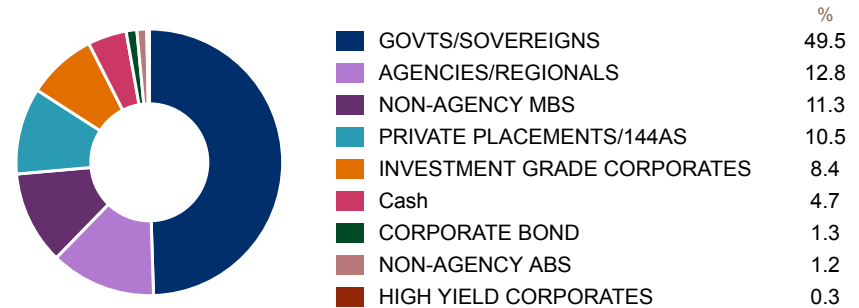 %
GOVTS/SOVEREIGNS 49.5
AGENCIES/REGIONALS 12.8
NON-AGENCY MBS 11.3
PRIVATE PLACEMENTS/144AS 10.5
INVESTMENT GRADE CORPORATES 8.4
Cash 4.7
CORPORATE BOND 1.3
NON-AGENCY ABS 1.2
HIGH YIELD CORPORATES 0.3